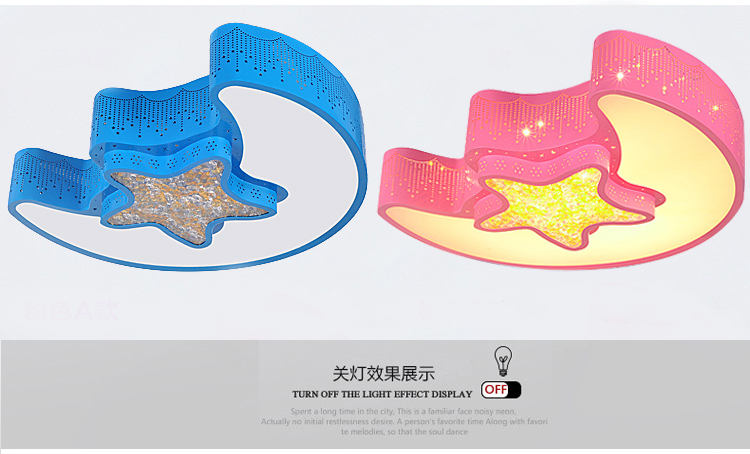 关灯效果展示
TURN OFF THE LIGHT EFFECT DISPLAY
OFF
Spent a long time in the city, This is a familiar face noisy neon,
Actually no initial restlessness desire. A person's favorite time Along with favori
te melodies, so that the soul dance